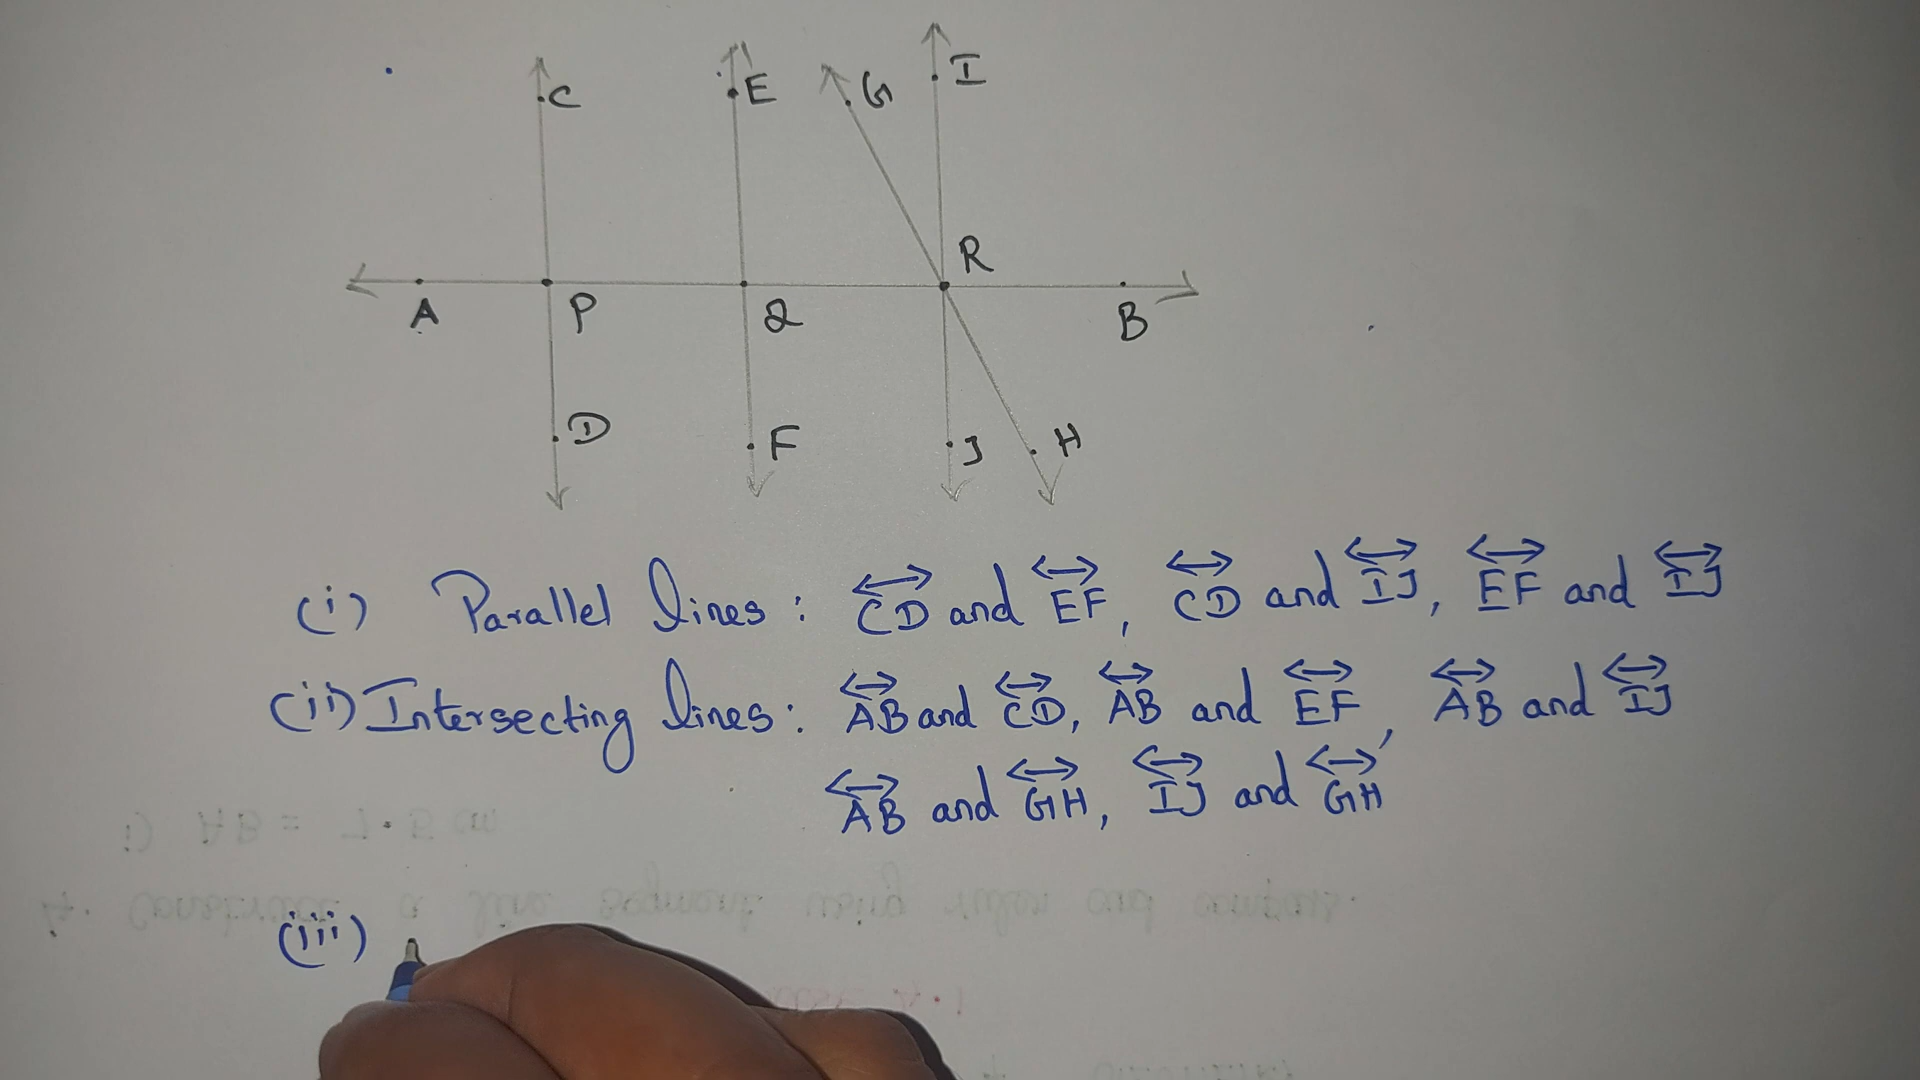 C
E
G
I
R
A
P
Q
B
D
F
J
H
(i) Parallel lines : CD and EF, CD and IJ, EF and IJ
(ii) Intersecting lines : AB and CD, AB and EF, AB and IJ
AB and GH, IJ and GH
(iii)